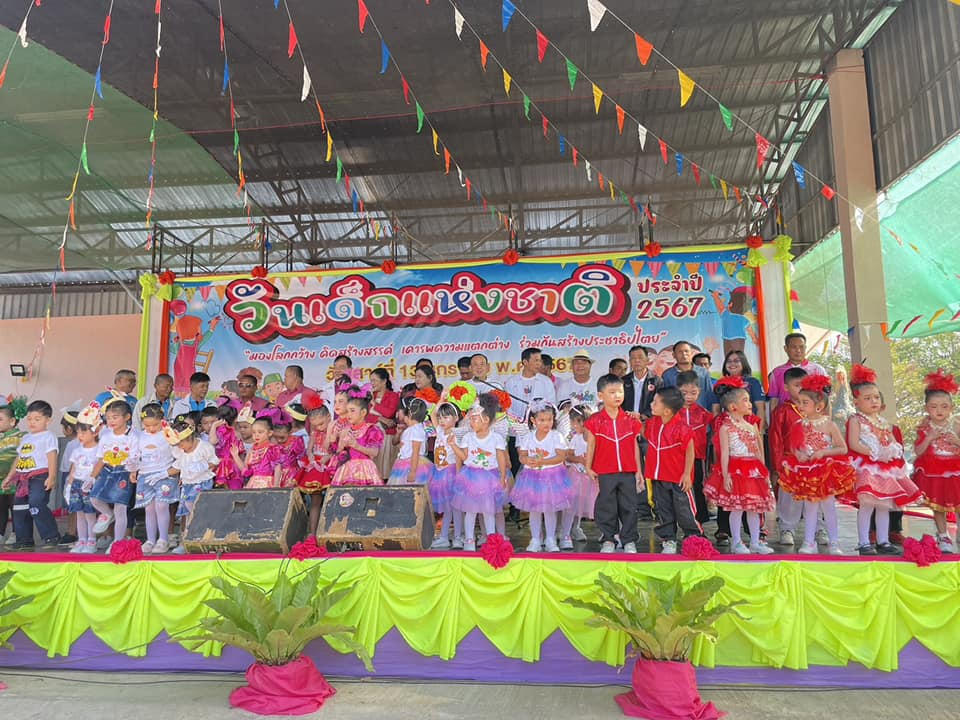 วันเด็กแห่งชาติ
ประจำปี
2567
"มองโลกกว้าง คิดสร้างสรรค์ เคารพความแตกต่าง ร่วมกันสร้างประชาธิปไตย"